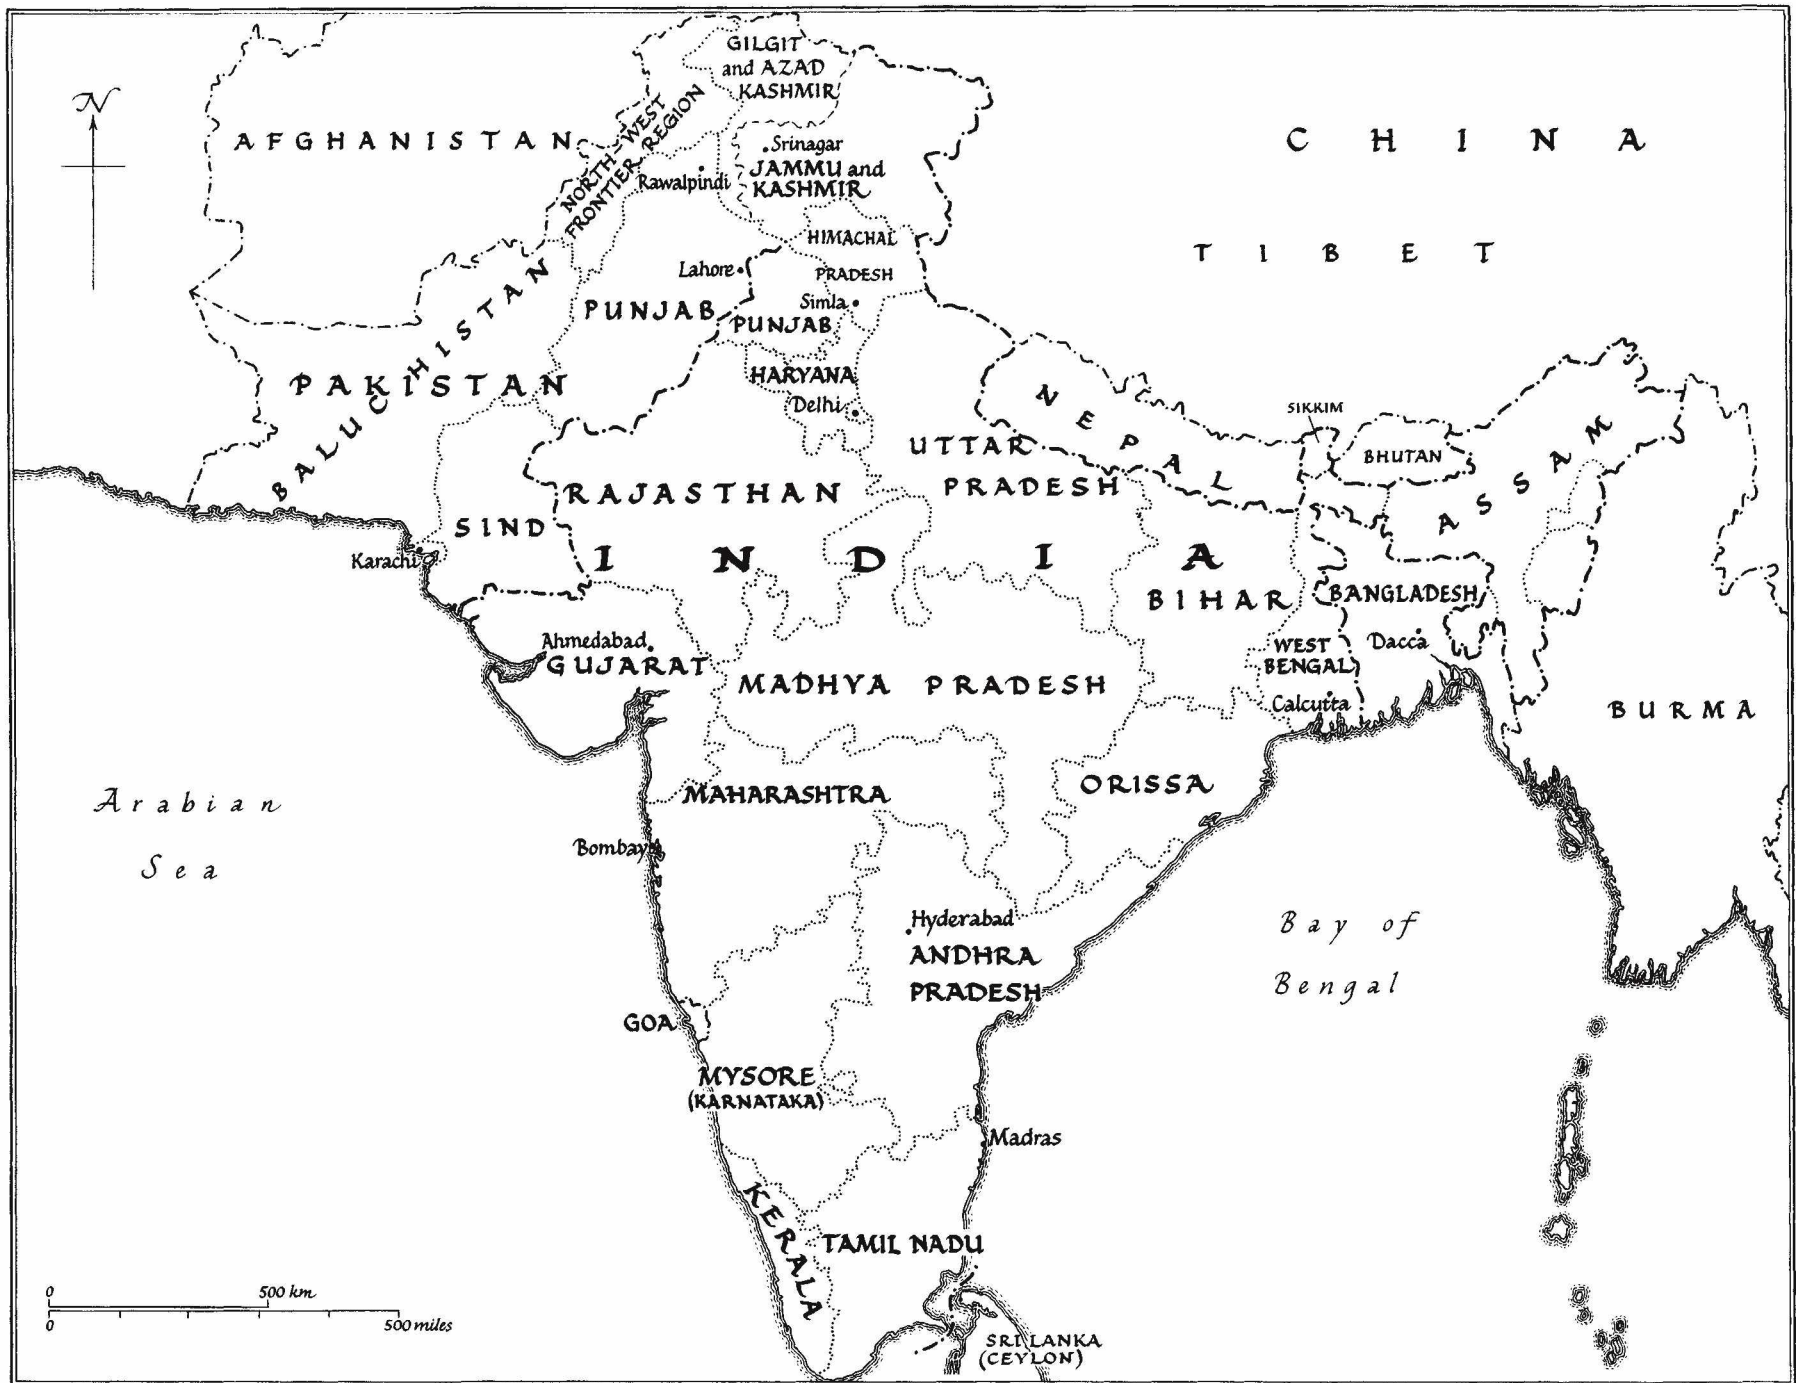 GILGIT
and AZAD
KASHMIR
N
AFGHANISTAN
NORTH-WEST
FRONTIER REGION
CHINA
Srinagar
JAMMU and
KASHMIR
Rawalpindi
HIMACHAL
PRADESH
TIBET
Lahore
Simla
PUNJAB
PUNJAB
BALUCHISTAN
PAKISTAN
HARYANA
Delhi
NEPAL
SIKKIM
BHUTAN
ASSAM
UTTAR
PRADESH
RAJASTHAN
SIND
Karachi
INDIA
BIHAR
BANGLADESH
Ahmedabad
GUJARAT
WEST
BENGAL
Dacca
MADHYA PRADESH
Calcutta
BURMA
ORISSA
MAHARASHTRA
Arabian
Sea
Bombay
Hyderabad
ANDHRA
PRADESH
Bay of
Bengal
GOA
MYSORE
(KARNATAKA)
Madras
KERALA
TAMIL NADU
0 500 km
0 500 miles
SRI LANKA
(CEYLON)